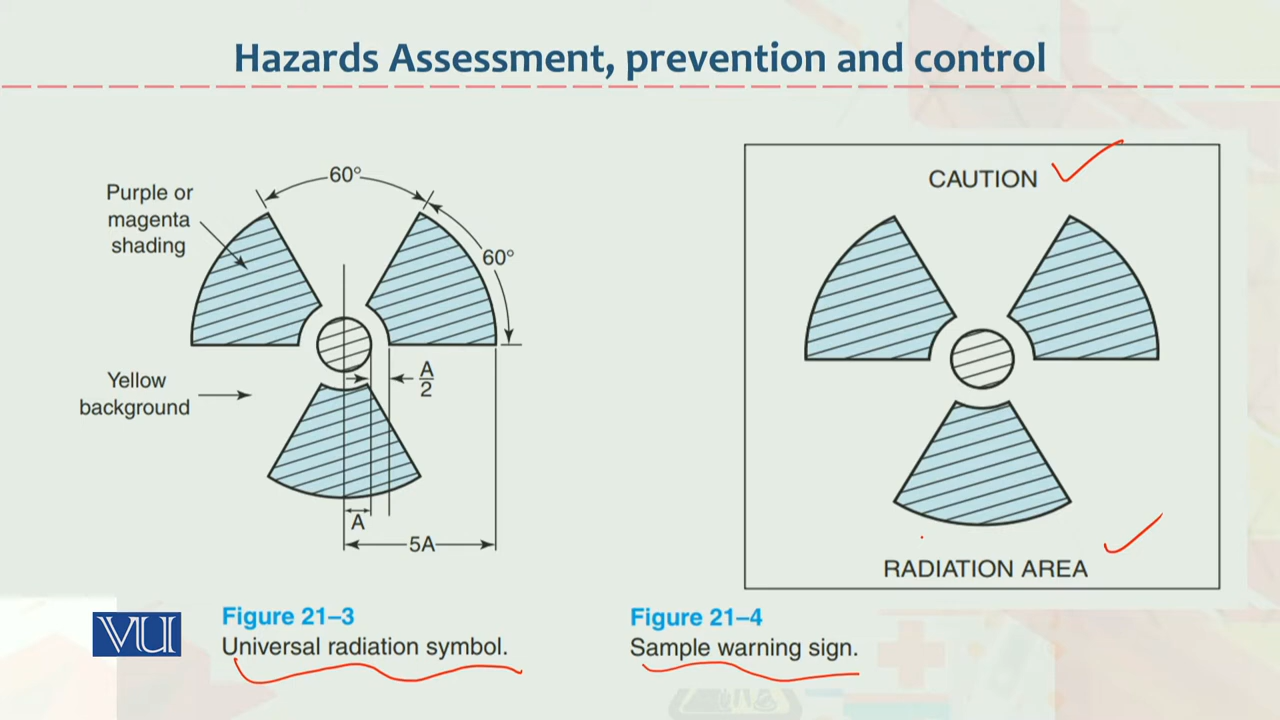 Hazards Assessment, prevention and control
60°
Purple or
magenta
shading
60°
A
2
Yellow
background
A
5A
Figure 21–3
Universal radiation symbol.
CAUTION
RADIATION AREA
Figure 21–4
Sample warning sign.
VU